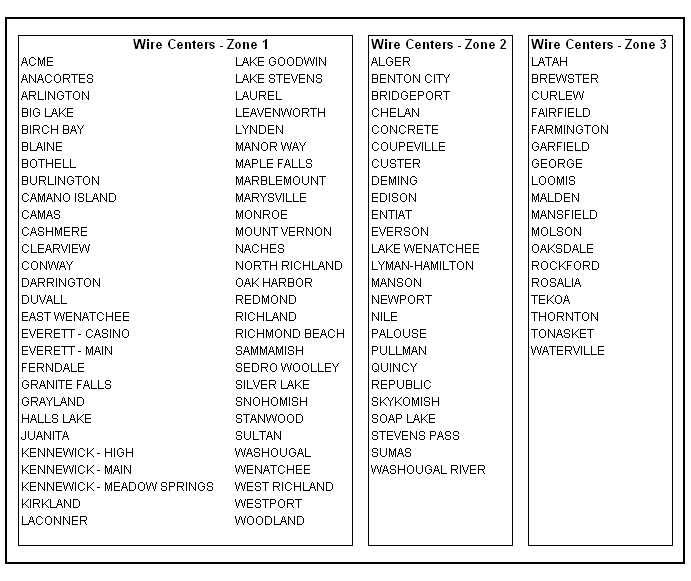 Wire Centers - Zone 1
ACME
ANACORTES
ARLINGTON
BIG LAKE
BIRCH BAY
BLAINE
BOTHELL
BURLINGTON
CAMANO ISLAND
CAMAS
CASHMERE
CLEARVIEW
CONWAY
DARRINGTON
DUVALL
EAST WENATCHEE
EVERETT - CASINO
EVERETT - MAIN
FERNDALE
GRANITE FALLS
GRAYLAND
HALLS LAKE
JUANITA
KENNEWICK - HIGH
KENNEWICK - MAIN
KENNEWICK - MEADOW SPRINGS
KIRKLAND
LACONNER
LAKE GOODWIN
LAKE STEVENS
LAUREL
LEAVENWORTH
LYNDEN
MANOR WAY
MAPLE FALLS
MARBLEMOUNT
MARYSVILLE
MONROE
MOUNT VERNON
NACHES
NORTH RICHLAND
OAK HARBOR
REDMOND
RICHLAND
RICHMOND BEACH
SAMMAMISH
SEDRO WOOLLEY
SILVER LAKE
SNOHOMISH
STANWOOD
SULTAN
WASHOUGAL
WENATCHEE
WEST RICHLAND
WESTPORT
WOODLAND
Wire Centers - Zone 2
ALGER
BENTON CITY
BRIDGEPORT
CHELAN
CONCRETE
COUPEVILLE
CUSTER
DEMING
EDISON
ENTIAT
EVERSON
LAKE WENATCHEE
LYMAN-HAMILTON
MANSON
NEWPORT
NILE
PALOUSE
PULLMAN
QUINCY
REPUBLIC
SKYKOMISH
SOAP LAKE
STEVENS PASS
SUMAS
WASHOUGAL RIVER
Wire Centers - Zone 3
LATAH
BREWSTER
CURLEW
FAIRFIELD
FARMINGTON
GARFIELD
GEORGE
LOOMIS
MALDEN
MANSFIELD
MOLSON
OAKSDALE
ROCKFORD
ROSALIA
TEKOA
THORNTON
TONASKET
WATERVILLE